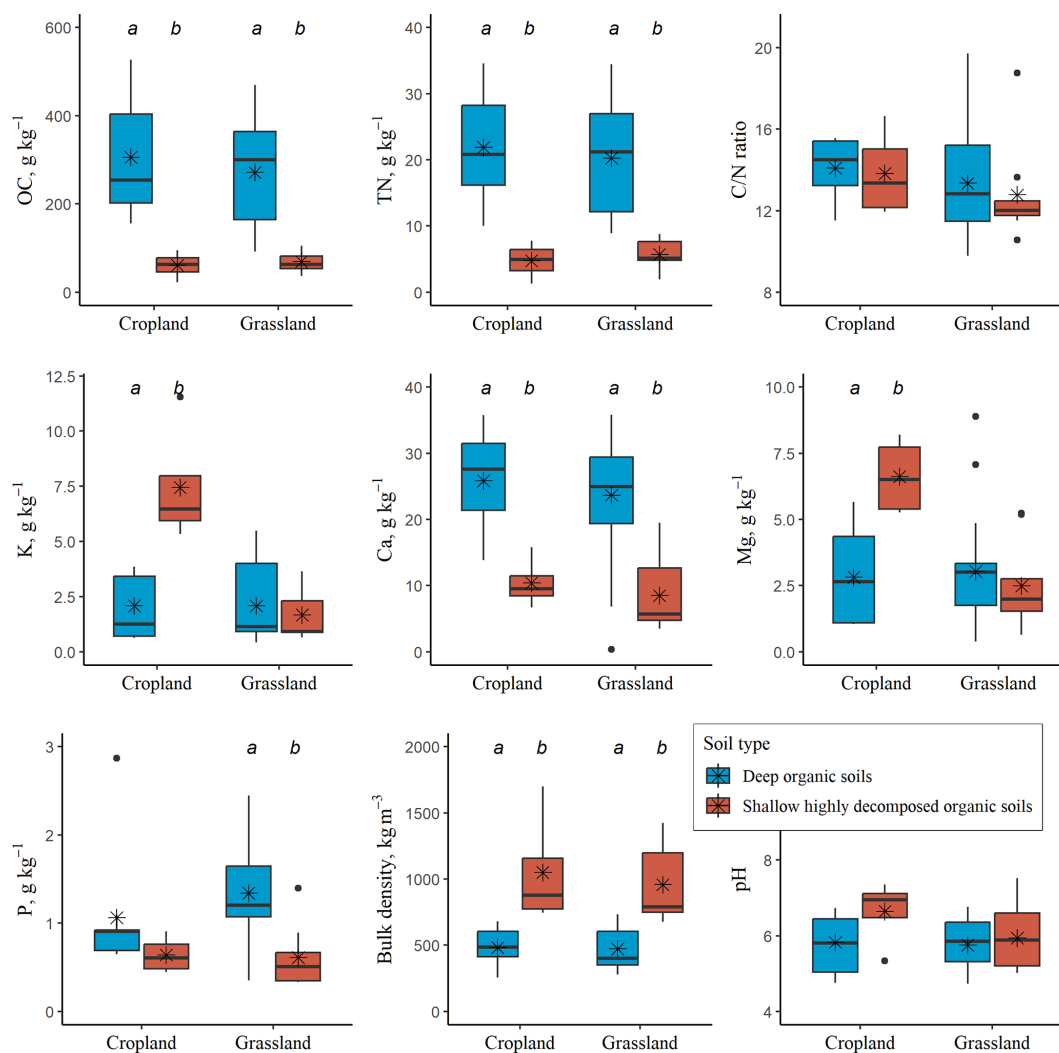 OC, g kg⁻¹
600
400
200
0
a b a b
Cropland Grassland
TN, g kg⁻¹
40
30
20
10
0
a b a b
Cropland Grassland
C/N ratio
20
16
12
8
Cropland Grassland
K, g kg⁻¹
12.5
10.0
7.5
5.0
2.5
0.0
a b
Cropland Grassland
Ca, g kg⁻¹
40
30
20
10
0
a b a b
Cropland Grassland
Mg, g kg⁻¹
10.0
7.5
5.0
2.5
0.0
a b
Cropland Grassland
P, g kg⁻¹
3
2
1
0
a b
Cropland Grassland
Bulk density, kg m⁻³
2000
1500
1000
500
0
a b a b
Cropland Grassland
Soil type
Deep organic soils
Shallow highly decomposed organic soils
pH
8
6
4
Cropland Grassland